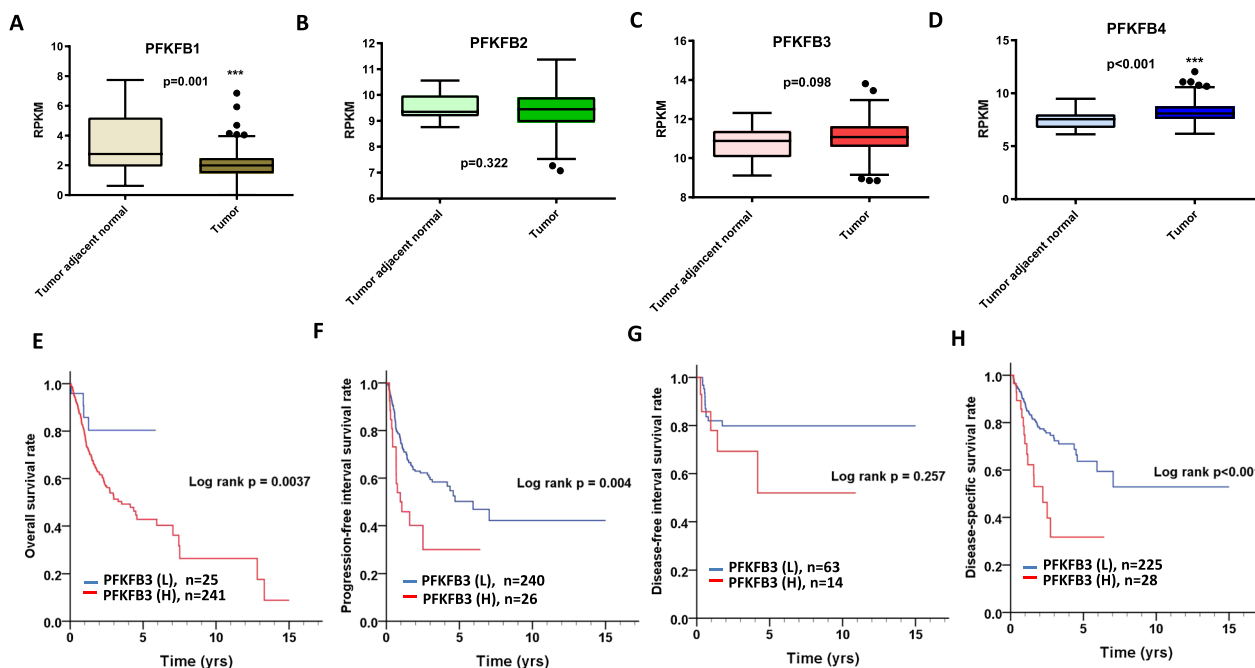 A
PFKFB1
p=0.001
***
RPKM
10
8
6
4
2
0
Tumor adjacent normal
Tumor
B
PFKFB2
p=0.322
RPKM
12
11
10
9
8
7
6
Tumor adjacent normal
Tumor
C
PFKFB3
p=0.098
RPKM
16
14
12
10
8
Tumor adjancent normal
Tumor
D
PFKFB4
p<0.001
***
RPKM
15
10
5
0
Tumor adjacent normal
Tumor
E
Overall survival rate
1.0
0.8
0.6
0.4
0.2
0.0
Log rank p = 0.0037
PFKFB3 (L), n=25
PFKFB3 (H), n=241
0 5 10 15
Time (yrs)
F
Progression-free interval survival rate
1.0
0.8
0.6
0.4
0.2
0.0
Log rank p = 0.004
PFKFB3 (L), n=240
PFKFB3 (H), n=26
0 5 10 15
Time (yrs)
G
Disease-free interval survival rate
1.0
0.8
0.6
0.4
0.2
0.0
Log rank p = 0.257
PFKFB3 (L), n=63
PFKFB3 (H), n=14
0 5 10 15
Time (yrs)
H
Disease-specific survival rate
1.0
0.8
0.6
0.4
0.2
0.0
Log rank p<0.00
PFKFB3 (L), n=225
PFKFB3 (H), n=28
0 5 10 15
Time (yrs)